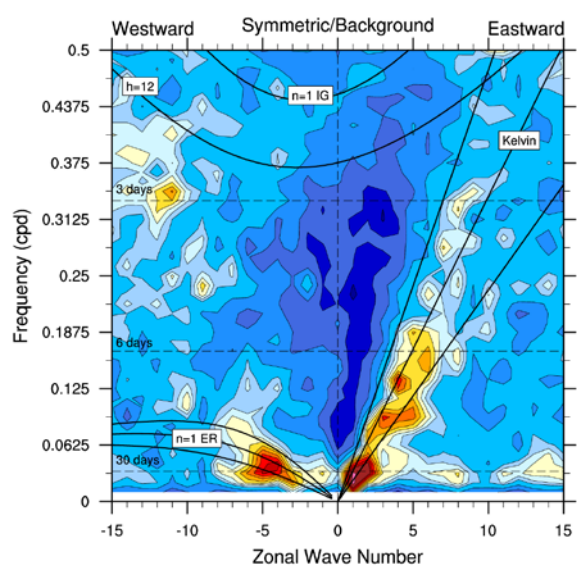 Westward Symmetric/Background Eastward
0.5
h=12
n=1 IG
0.4375
Kelvin
0.375
3 days
0.3125
Frequency (cpd)
0.25
0.1875
6 days
0.125
n=1 ER
0.0625
30 days
0
-15 -10 -5 0 5 10 15
Zonal Wave Number